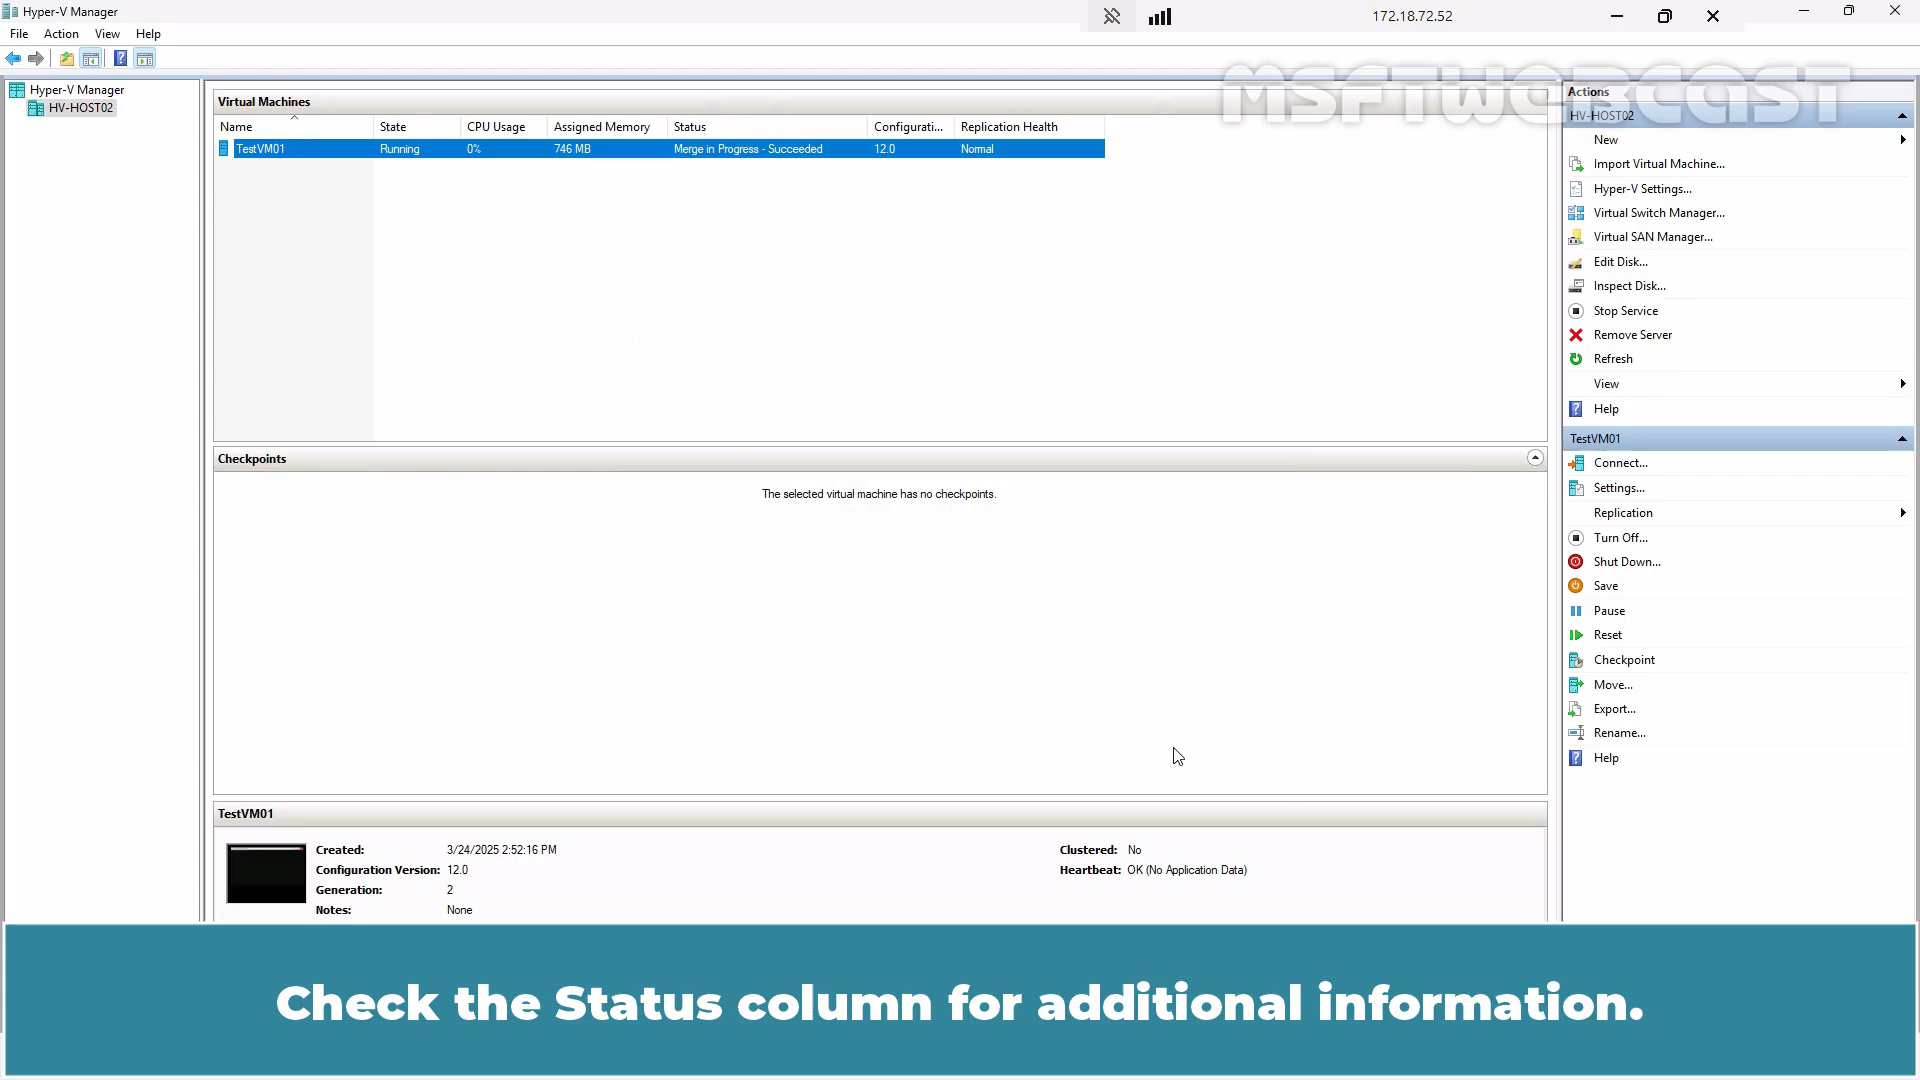 Hyper-V Manager
172.18.72.52
File Action View Help
MSFTWEBCAST
Hyper-V Manager
HV-HOST02
Virtual Machines
Name State CPU Usage Assigned Memory Status Configurati... Replication Health
TestVM01 Running 0% 746 MB Merge in Progress - Succeeded 12.0 Normal
Checkpoints
The selected virtual machine has no checkpoints.
TestVM01
Created: 3/24/2025 2:52:16 PM Clustered: No
Configuration Version: 12.0 Heartbeat: OK (No Application Data)
Generation: 2
Notes: None
Actions
HV-HOST02
New
Import Virtual Machine...
Hyper-V Settings...
Virtual Switch Manager...
Virtual SAN Manager...
Edit Disk...
Inspect Disk...
Stop Service
Remove Server
Refresh
View
Help
TestVM01
Connect...
Settings...
Replication
Turn Off...
Shut Down...
Save
Pause
Reset
Checkpoint
Move...
Export...
Rename...
Help
Check the Status column for additional information.